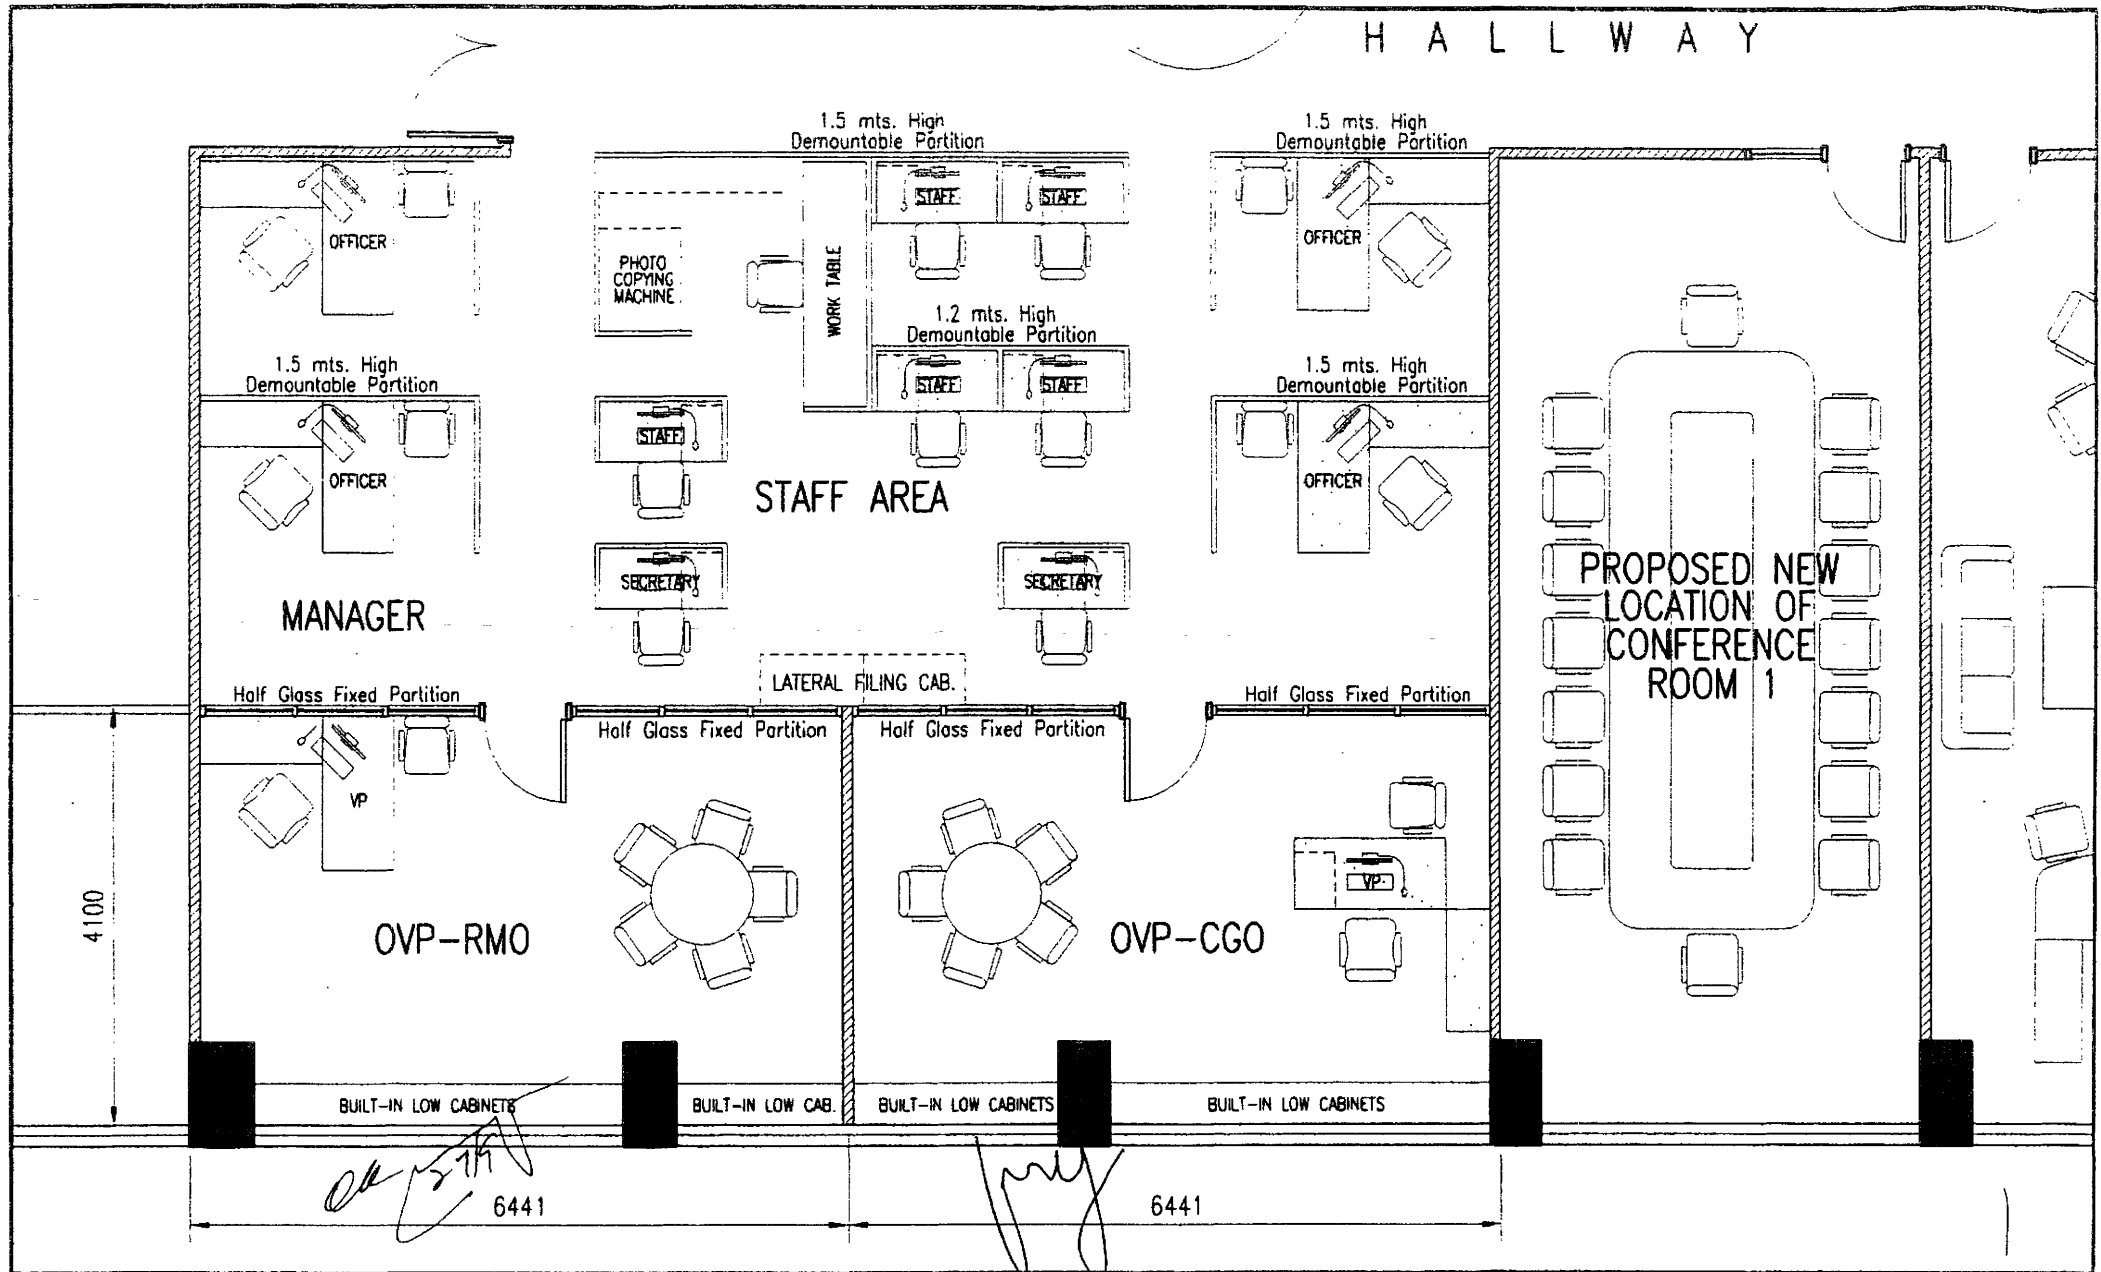 HALLWAY
1.5 mts. High
Demountable Partition
1.5 mts. High
Demountable Partition
STAFF
STAFF
OFFICER
OFFICER
PHOTO
COPYING
MACHINE
WORK TABLE
1.2 mts. High
Demountable Partition
1.5 mts. High
Demountable Partition
1.5 mts. High
Demountable Partition
STAFF
STAFF
STAFF
OFFICER
OFFICER
STAFF AREA
SECRETARY
SECRETARY
PROPOSED NEW
LOCATION OF
CONFERENCE
ROOM 1
MANAGER
LATERAL FILING CAB.
Half Glass Fixed Partition
Half Glass Fixed Partition
Half Glass Fixed Partition
Half Glass Fixed Partition
VP
VP
4100
OVP-RMO
OVP-CGO
BUILT-IN LOW CABINETS
BUILT-IN LOW CAB.
BUILT-IN LOW CABINETS
BUILT-IN LOW CABINETS
6441
6441